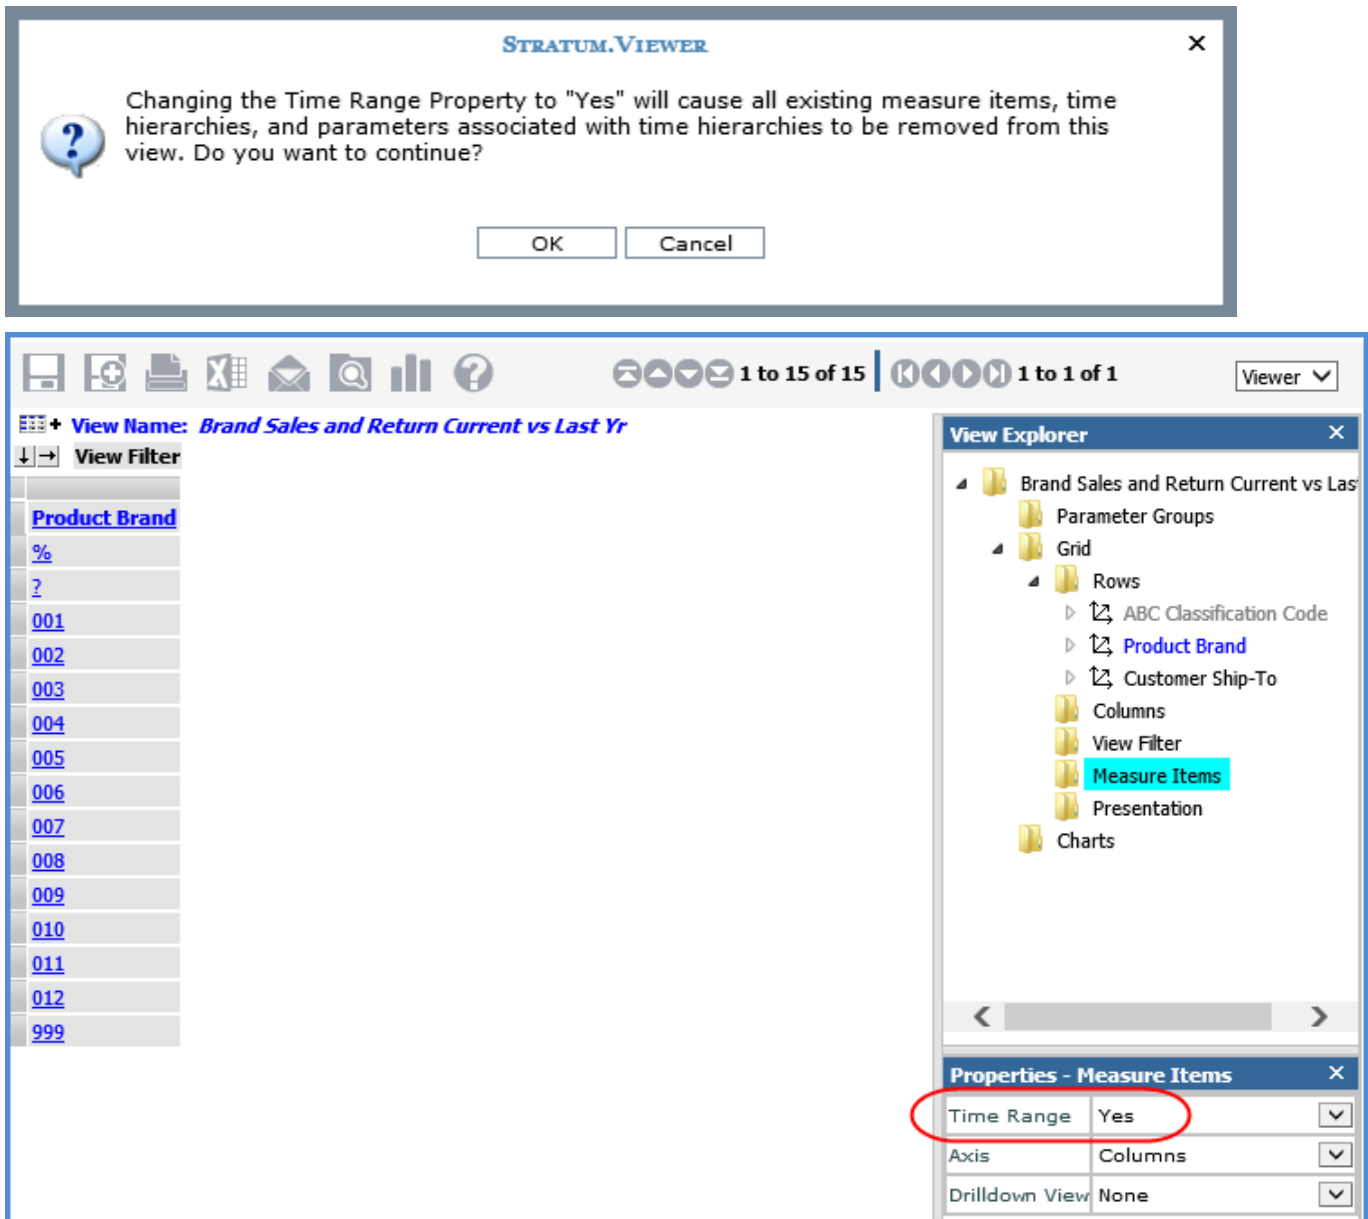 STRATUM.VIEWER
Changing the Time Range Property to "Yes" will cause all existing measure items, time
hierarchies, and parameters associated with time hierarchies to be removed from this
view. Do you want to continue?
OK Cancel
1 to 15 of 15 1 to 1 of 1 Viewer
View Name: Brand Sales and Return Current vs Last Yr
View Filter
Product Brand
%
?
001
002
003
004
005
006
007
008
009
010
011
012
999
View Explorer
Brand Sales and Return Current vs Las
Parameter Groups
Grid
Rows
ABC Classification Code
Product Brand
Customer Ship-To
Columns
View Filter
Measure Items
Presentation
Charts
Properties - Measure Items
Time Range Yes
Axis Columns
Drilldown View None